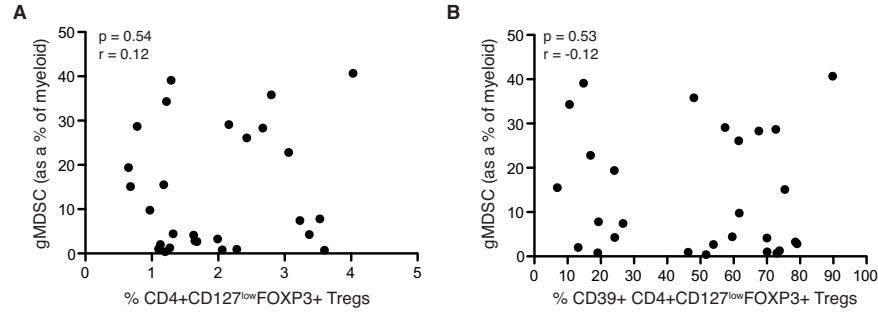 A
p = 0.54
r = 0.12
gMDSC (as a % of myeloid)
50
40
30
20
10
0
0 1 2 3 4 5
% CD4+CD127lowFOXP3+ Tregs
B
p = 0.53
r = -0.12
gMDSC (as a % of myeloid)
50
40
30
20
10
0
0 10 20 30 40 50 60 70 80 90 100
% CD39+ CD4+CD127lowFOXP3+ Tregs